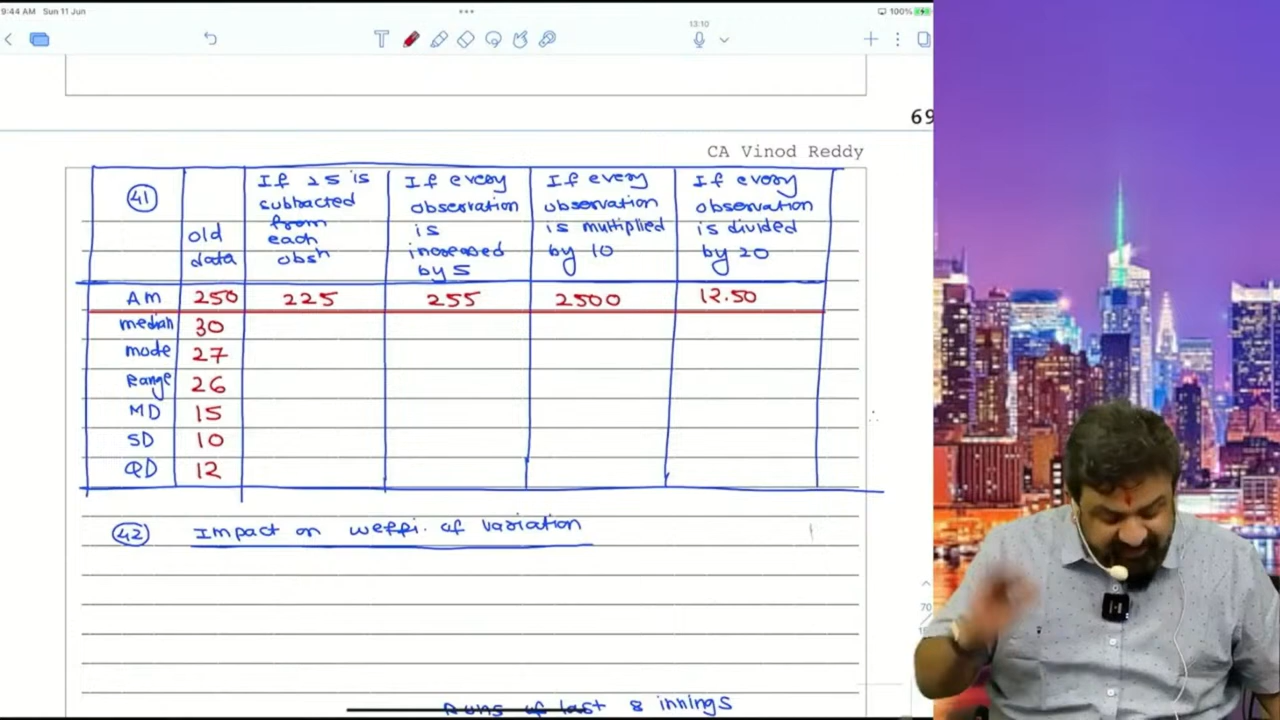 9:44 AM Sun 11 Jun
100%
13:10
T
69
CA Vinod Reddy
41
old data
If 25 is subtracted from each obsn
If every observation is increased by 5
If every observation is multiplied by 10
If every observation is divided by 20
AM 250 225 255 2500 12.50
median 30
mode 27
Range 26
MD 15
SD 10
QD 12
42 Impact on coeffi. of variation
70
Runs of last 8 innings